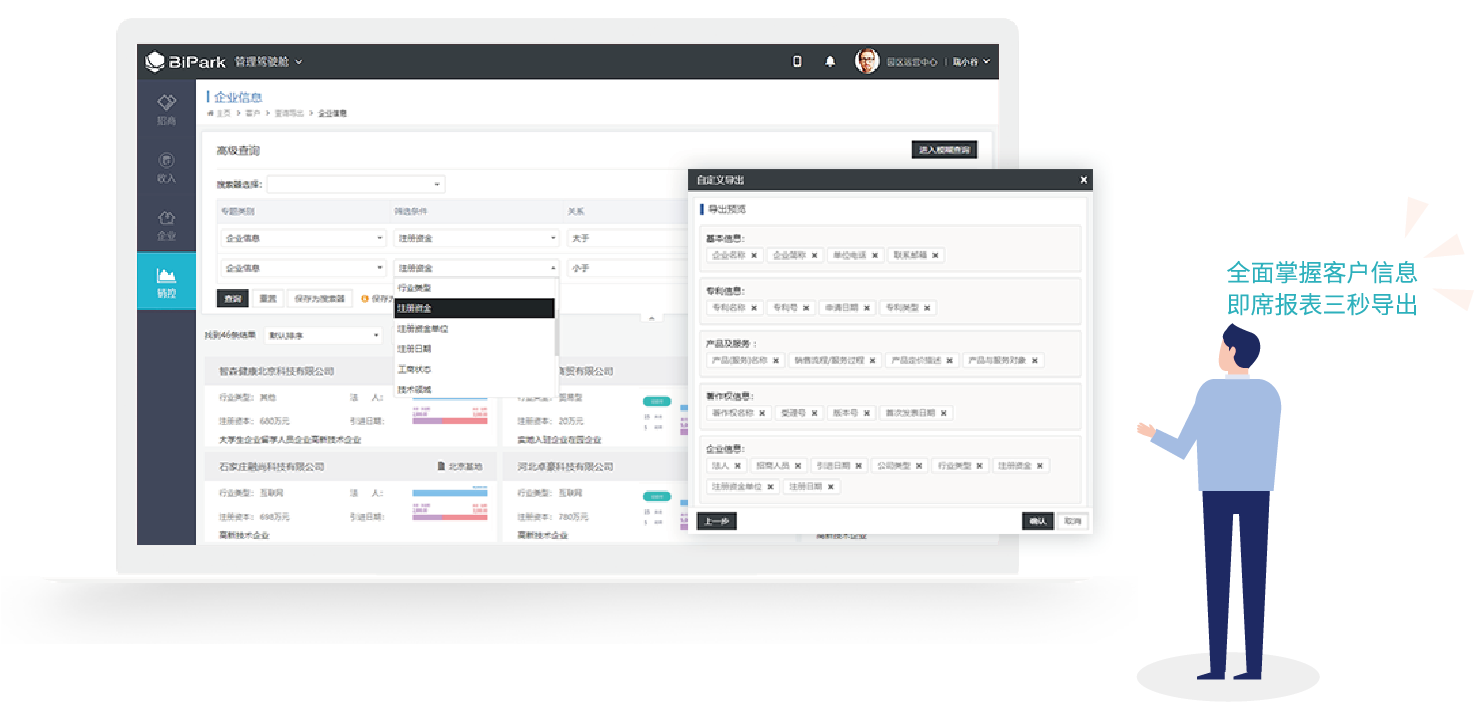 BiPark 管理驾驶舱
园区运营中心
招商
收入
企业
销控
企业信息
主页 > 客户 > 查询导出 > 企业信息
高级查询
进入模糊查询
搜索器选择:
专题类别 筛选条件 关系
企业信息 注册资金 大于
企业信息 注册资金 小于
行业类型
注册资金
注册资金单位
注册日期
工商状态
技术领域
查询 重置 保存为搜索器 保存为
找到46条结果 默认排序
智森健康北京科技有限公司
商贸有限公司
行业类型: 其他 法 人:
注册资本: 680万元 引进日期:
注册资本: 20万元
大学生企业留学人员企业高新技术企业
实地入驻企业在园企业
石家庄融尚科技有限公司 北京基地
河北卓豪科技有限公司
行业类型: 互联网 法 人:
行业类型: 互联网
注册资本: 698万元 引进日期:
注册资本: 780万元
高新技术企业
高新技术企业
高新技术企业
自定义导出
导出预览
基本信息:
企业名称 企业简称 单位电话 联系邮箱
专利信息:
专利名称 专利号 申请日期 专利类型
产品及服务:
产品(服务)名称 销售流程/服务过程 产品定价描述 产品与服务对象
著作权信息:
著作权名称 登记号 版本号 首次发表日期
企业信息:
法人 招商人员 引进日期 公司类型 行业类型 注册资金
注册资金单位 注册日期
上一步 确认 取消
全面掌握客户信息
即席报表三秒导出